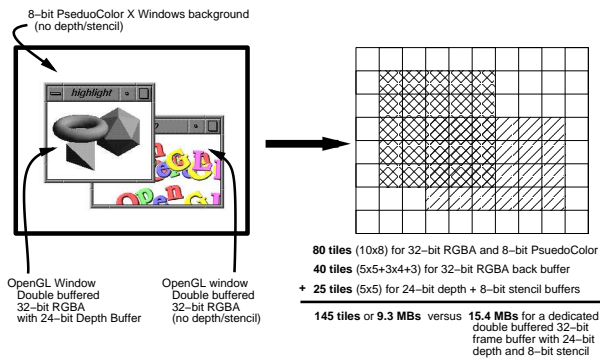 8–bit PseduoColor X Windows background
(no depth/stencil)
highlight
OpenGL
OpenGL
OpenGL Window
Double buffered
32–bit RGBA
with 24–bit Depth Buffer
OpenGL window
Double buffered
32–bit RGBA
(no depth/stencil)
80 tiles (10x8) for 32–bit RGBA and 8–bit PsuedoColor
40 tiles (5x5+3x4+3) for 32–bit RGBA back buffer
+ 25 tiles (5x5) for 24–bit depth + 8–bit stencil buffers
145 tiles or 9.3 MBs versus 15.4 MBs for a dedicated
double buffered 32–bit
frame buffer with 24–bit
depth and 8–bit stencil